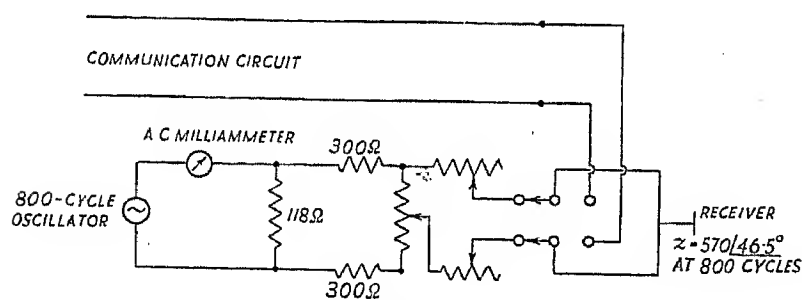 COMMUNICATION CIRCUIT
A C MILLIAMMETER
300Ω
800-CYCLE
OSCILLATOR
118Ω
300Ω
RECEIVER
z = 570/46·5°
AT 800 CYCLES